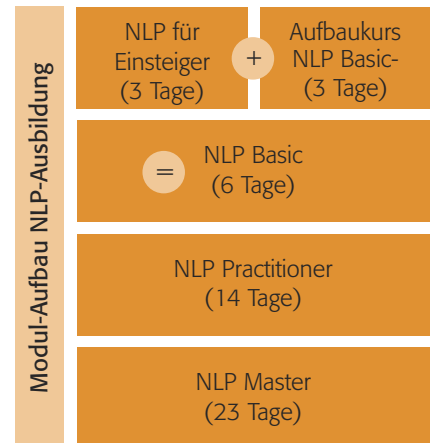 Modul-Aufbau NLP-Ausbildung
NLP für
Einsteiger
(3 Tage)
+
Aufbaukurs
NLP Basic-
(3 Tage)
=
NLP Basic
(6 Tage)
NLP Practitioner
(14 Tage)
NLP Master
(23 Tage)